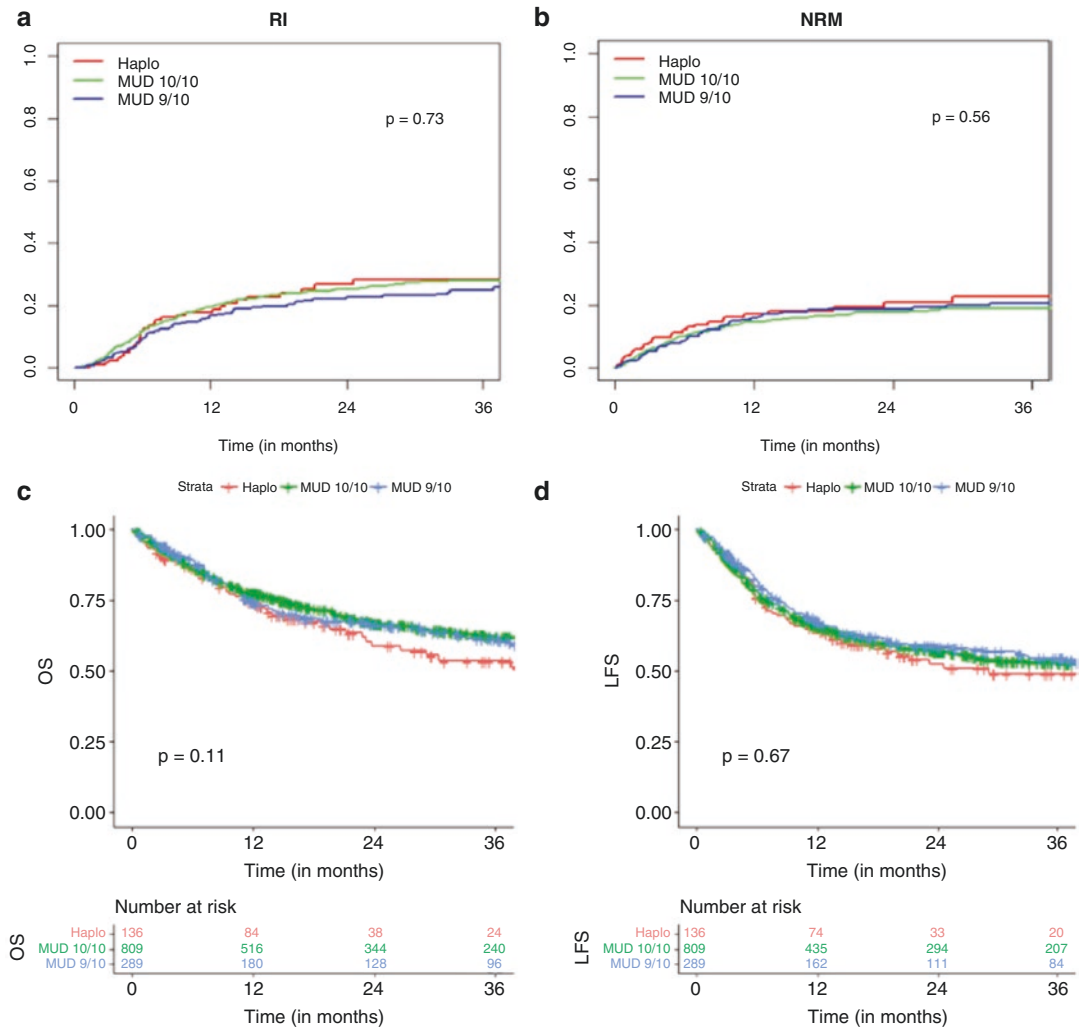 a
RI
1.0
0.8
0.6
0.4
0.2
0.0
Haplo
MUD 10/10
MUD 9/10
p = 0.73
0 12 24 36
Time (in months)
b
NRM
1.0
0.8
0.6
0.4
0.2
0.0
Haplo
MUD 10/10
MUD 9/10
p = 0.56
0 12 24 36
Time (in months)
c
Strata Haplo MUD 10/10 MUD 9/10
OS
1.00
0.75
0.50
0.25
0.00
p = 0.11
0 12 24 36
Time (in months)
Number at risk
OS
Haplo 136 84 38 24
MUD 10/10 809 516 344 240
MUD 9/10 289 180 128 96
0 12 24 36
Time (in months)
d
Strata Haplo MUD 10/10 MUD 9/10
LFS
1.00
0.75
0.50
0.25
0.00
p = 0.67
0 12 24 36
Time (in months)
Number at risk
LFS
Haplo 136 74 33 20
MUD 10/10 809 435 294 207
MUD 9/10 289 162 111 84
0 12 24 36
Time (in months)